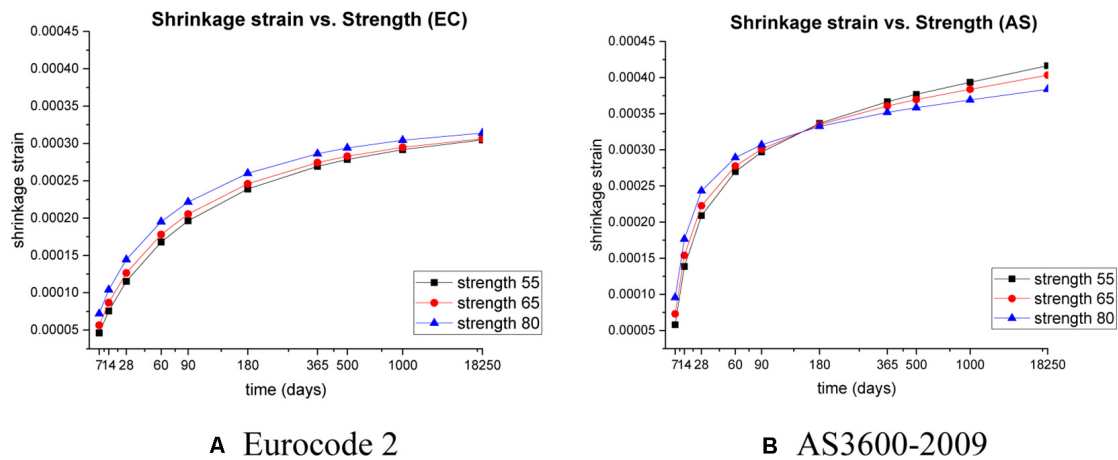 Shrinkage strain vs. Strength (EC)
0.00045
0.00040
0.00035
0.00030
0.00025
0.00020
0.00015
0.00010
0.00005
shrinkage strain
strength 55
strength 65
strength 80
7 14 28 60 90 180 365 500 1000 18250
time (days)
A Eurocode 2
Shrinkage strain vs. Strength (AS)
0.00045
0.00040
0.00035
0.00030
0.00025
0.00020
0.00015
0.00010
0.00005
shrinkage strain
strength 55
strength 65
strength 80
7 14 28 60 90 180 365 500 1000 18250
time (days)
B AS3600-2009